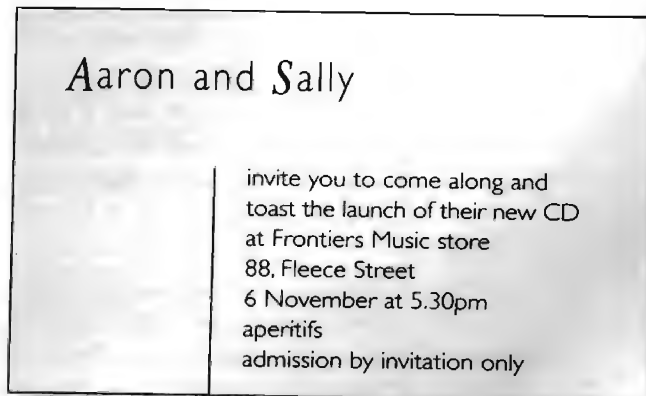 Aaron and Sally
invite you to come along and
toast the launch of their new CD
at Frontiers Music store
88, Fleece Street
6 November at 5.30pm
aperitifs
admission by invitation only